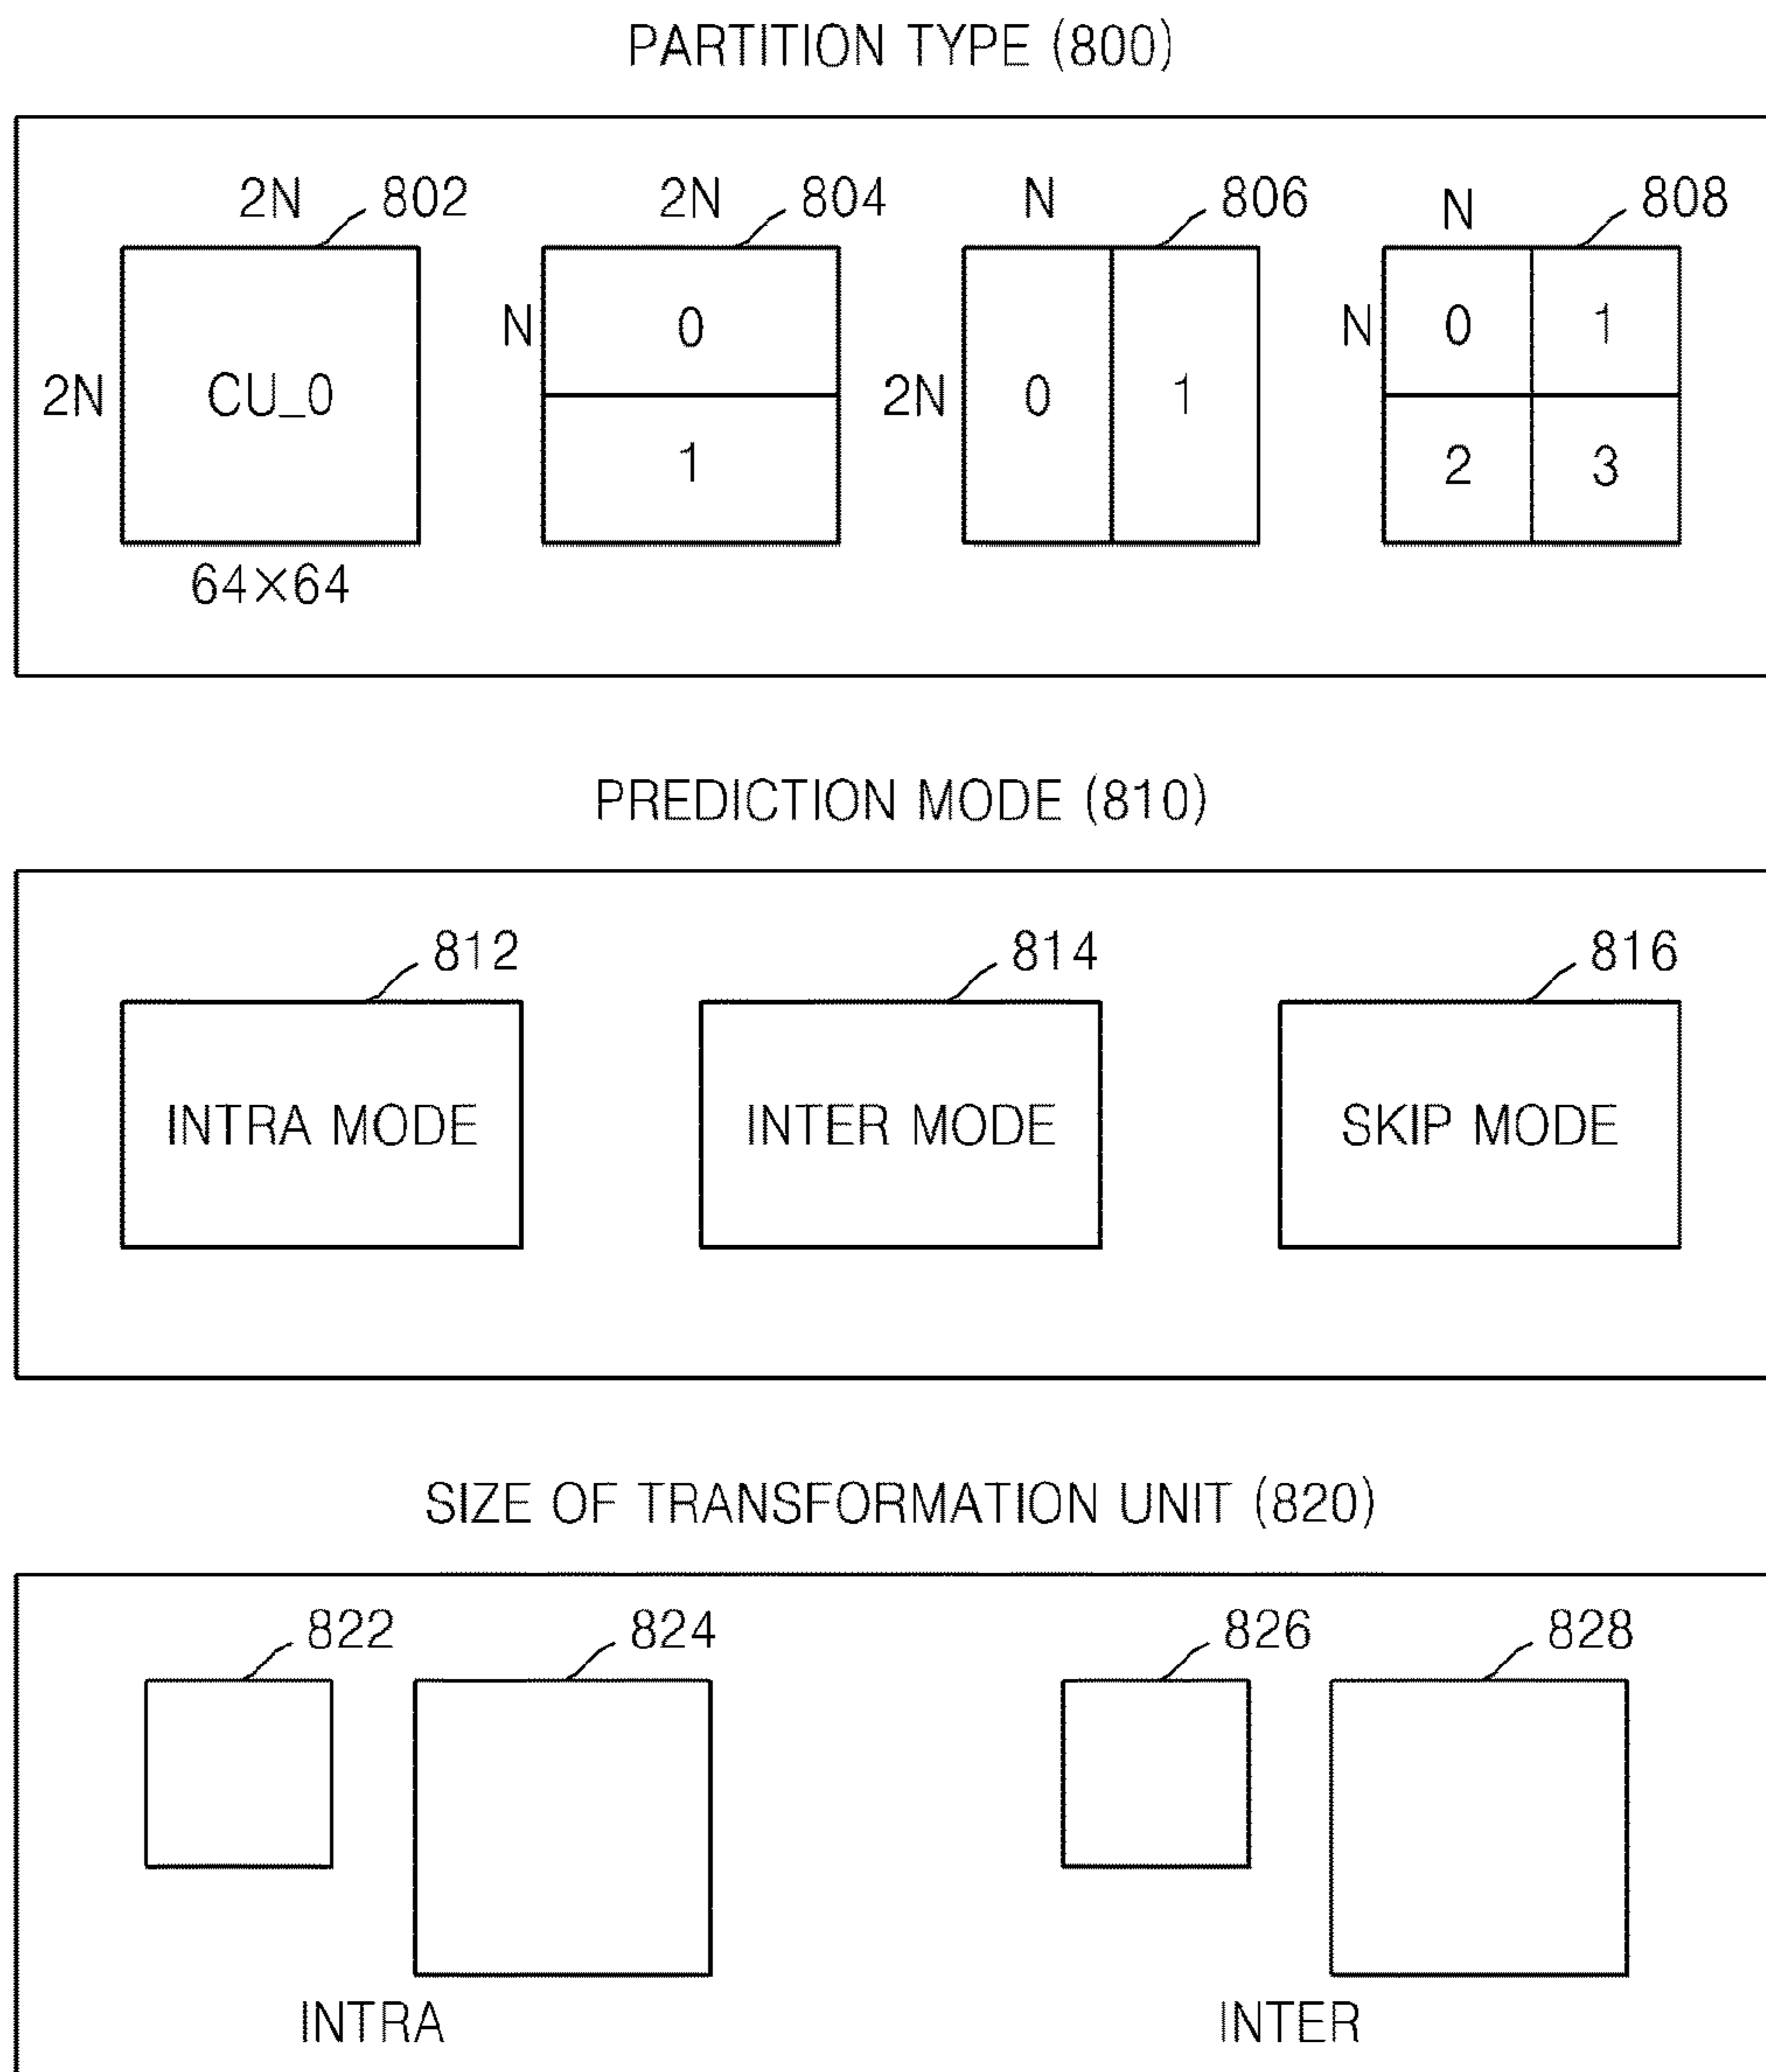 PARTITION TYPE (800)
2N 802 2N 804 N 806 N 808
N 0 N 0 1
2N CU_0 2N 0 1
1 2 3
64×64
PREDICTION MODE (810)
812 814 816
INTRA MODE INTER MODE SKIP MODE
SIZE OF TRANSFORMATION UNIT (820)
822 824 826 828
INTRA INTER